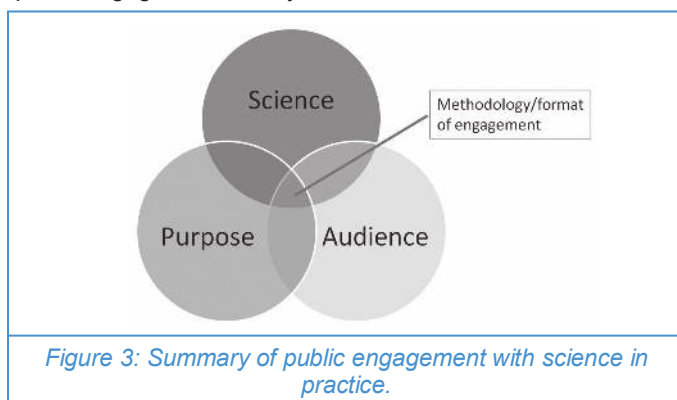 Science
Methodology/format
of engagement
Purpose
Audience
Figure 3: Summary of public engagement with science in
practice.